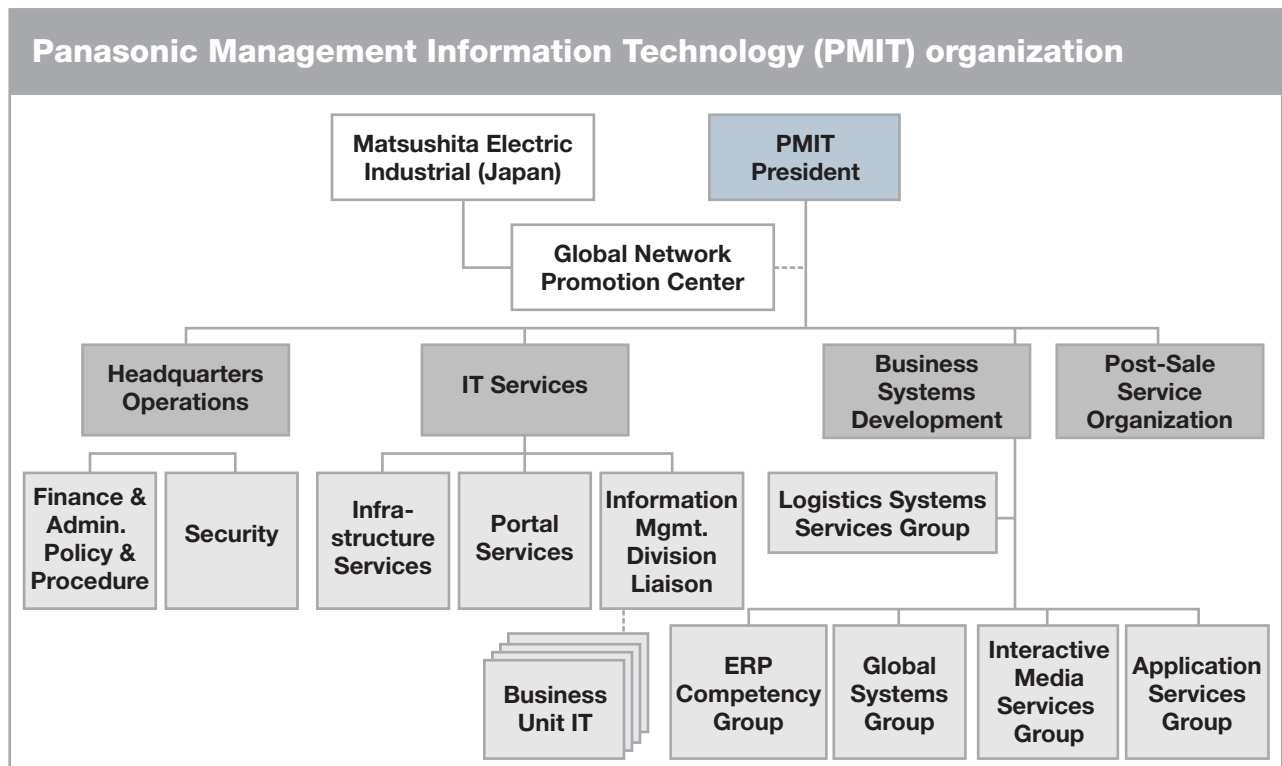 Panasonic Management Information Technology (PMIT) organization
Matsushita Electric
Industrial (Japan)
PMIT
President
Global Network
Promotion Center
Headquarters
Operations
IT Services
Business
Systems
Development
Post-Sale
Service
Organization
Finance &
Admin.
Policy &
Procedure
Security
Infra-
structure
Services
Portal
Services
Information
Mgmt.
Division
Liaison
Logistics Systems
Services Group
Business
Unit IT
ERP
Competency
Group
Global
Systems
Group
Interactive
Media
Services
Group
Application
Services
Group